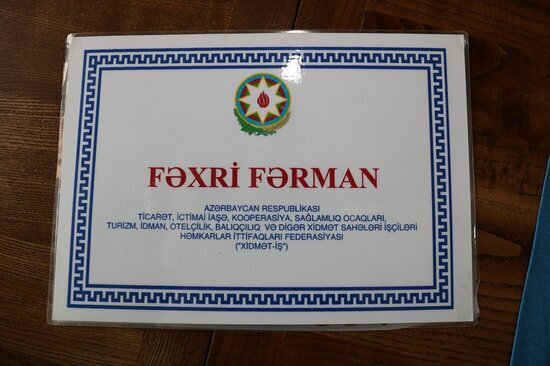 FƏXRİ FƏRMAN
AZƏRBAYCAN RESPUBLİKASI
TİCARƏT, İCTİMAİ İAŞƏ, KOOPERASİYA, SAĞLAMLIQ OCAQLARI,
TURİZM, İDMAN, OTELÇİLİK, BALIQÇILIQ VƏ DİGƏR XİDMƏT SAHƏLƏRİ İŞÇİLƏRİ
HƏMKARLAR İTTİFAQLARI FEDERASİYASI
("XİDMƏT-İŞ")